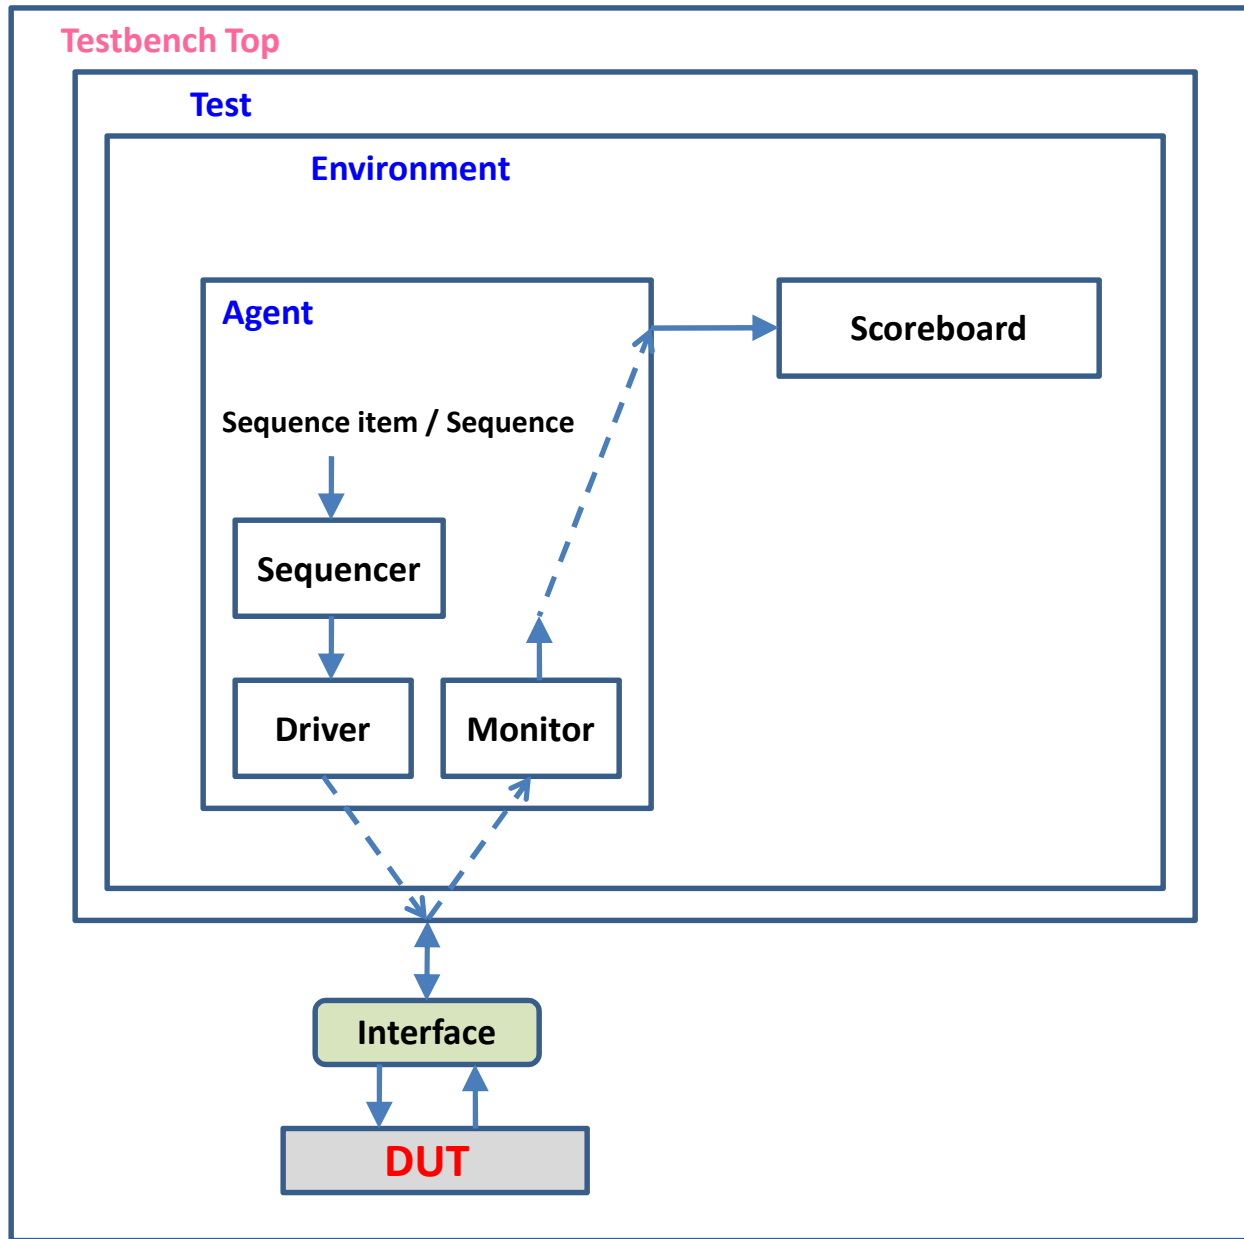 Testbench Top
Test
Environment
Agent
Scoreboard
Sequence item / Sequence
Sequencer
Driver
Monitor
Interface
DUT